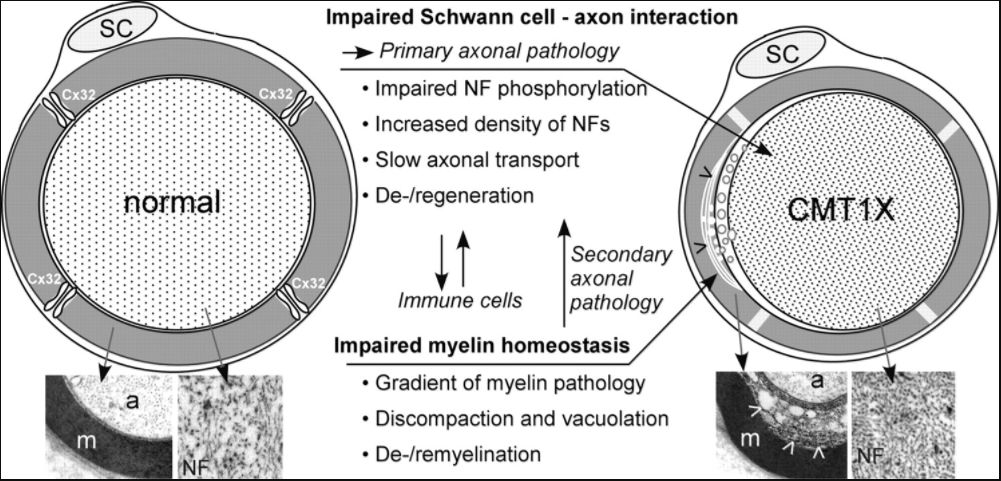 Impaired Schwann cell - axon interaction
Primary axonal pathology
• Impaired NF phosphorylation
• Increased density of NFs
• Slow axonal transport
• De-/regeneration
Immune cells
Secondary
axonal
pathology
Impaired myelin homeostasis
• Gradient of myelin pathology
• Discompaction and vacuolation
• De-/remyelination
SC
Cx32
Cx32
normal
Cx32
Cx32
a
m
NF
SC
CMT1X
a
m
NF